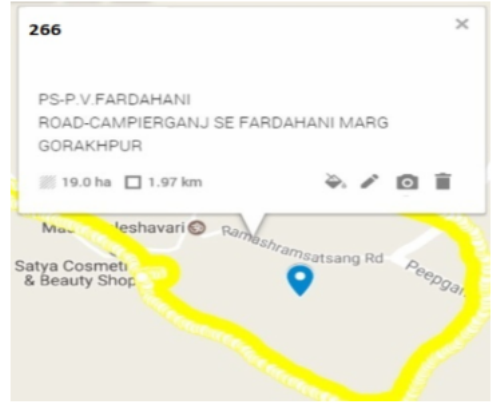 266
PS-P.V.FARDAHANI
ROAD-CAMPIERGANJ SE FARDAHANI MARG
GORAKHPUR
19.0 ha 1.97 km
Ramashramsatsang Rd
Satya Cosmeti
& Beauty Shop